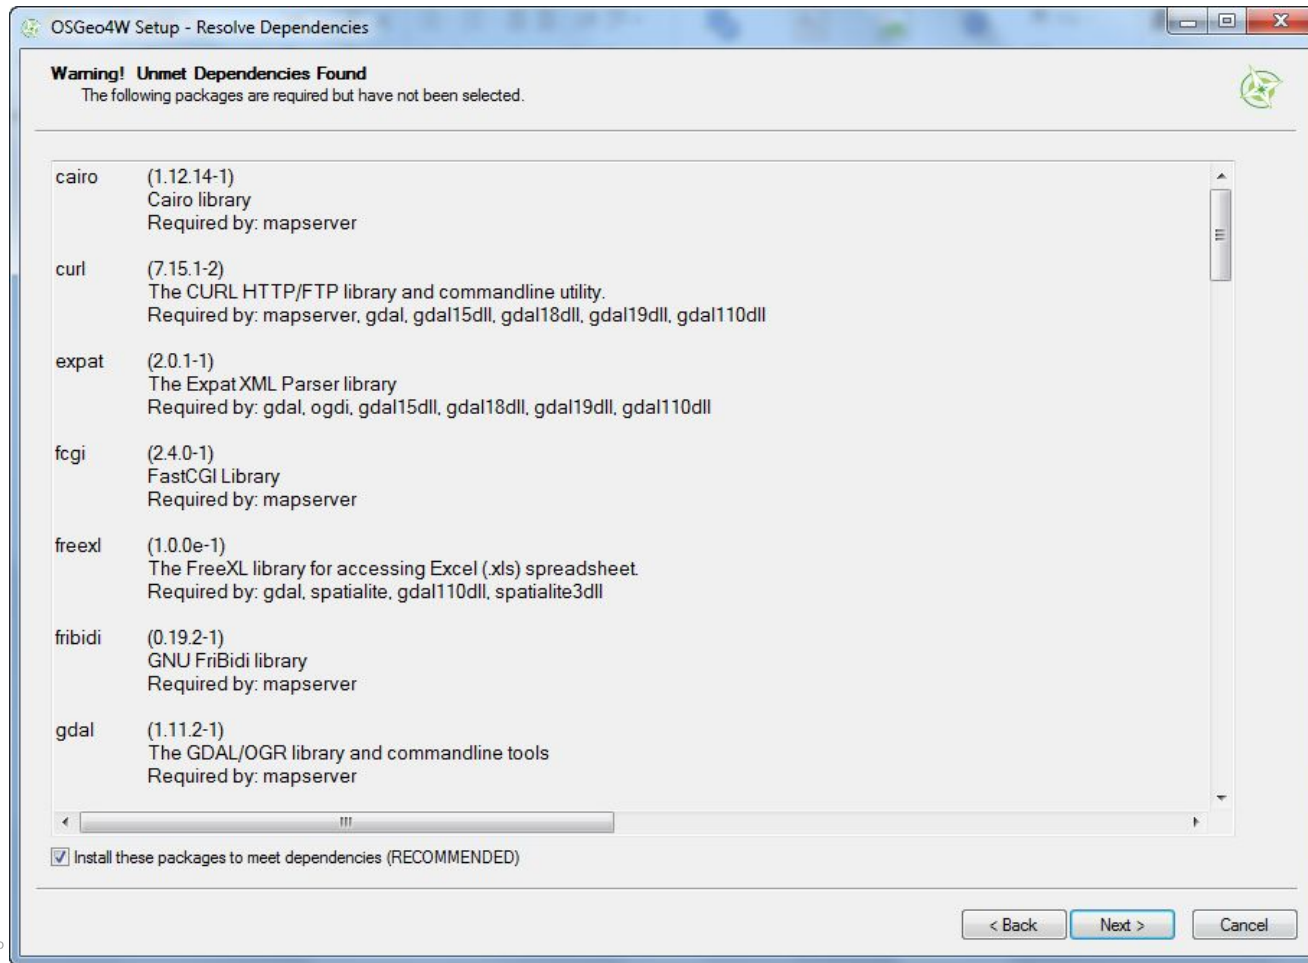 OSGeo4W Setup - Resolve Dependencies
Warning! Unmet Dependencies Found
The following packages are required but have not been selected.
cairo (1.12.14-1)
Cairo library
Required by: mapserver
curl (7.15.1-2)
The CURL HTTP/FTP library and commandline utility.
Required by: mapserver, gdal, gdal15dll, gdal18dll, gdal19dll, gdal110dll
expat (2.0.1-1)
The Expat XML Parser library
Required by: gdal, ogdi, gdal15dll, gdal18dll, gdal19dll, gdal110dll
fcgi (2.4.0-1)
FastCGI Library
Required by: mapserver
freexl (1.0.0e-1)
The FreeXL library for accessing Excel (.xls) spreadsheet.
Required by: gdal, spatialite, gdal110dll, spatialite3dll
fribidi (0.19.2-1)
GNU FriBidi library
Required by: mapserver
gdal (1.11.2-1)
The GDAL/OGR library and commandline tools
Required by: mapserver
Install these packages to meet dependencies (RECOMMENDED)
< Back Next > Cancel